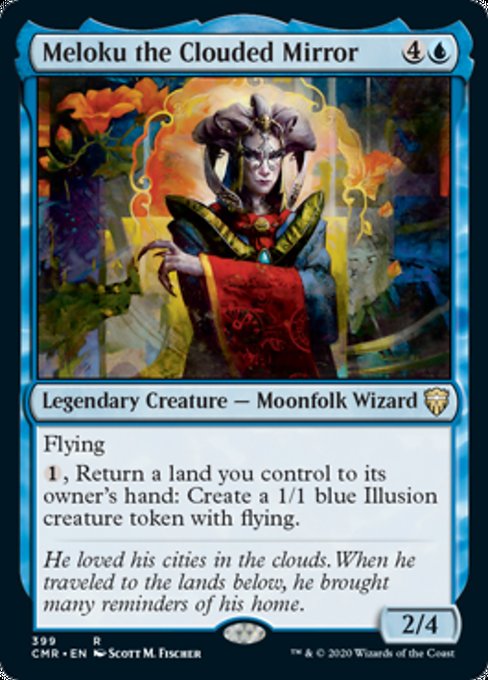 Meloku the Clouded Mirror 4
Legendary Creature — Moonfolk Wizard
Flying
1, Return a land you control to its
owner's hand: Create a 1/1 blue Illusion
creature token with flying.
He loved his cities in the clouds. When he
traveled to the lands below, he brought
many reminders of his home.
2/4
399 R
CMR • EN Scott M. Fischer ™ & © 2020 Wizards of the Coast